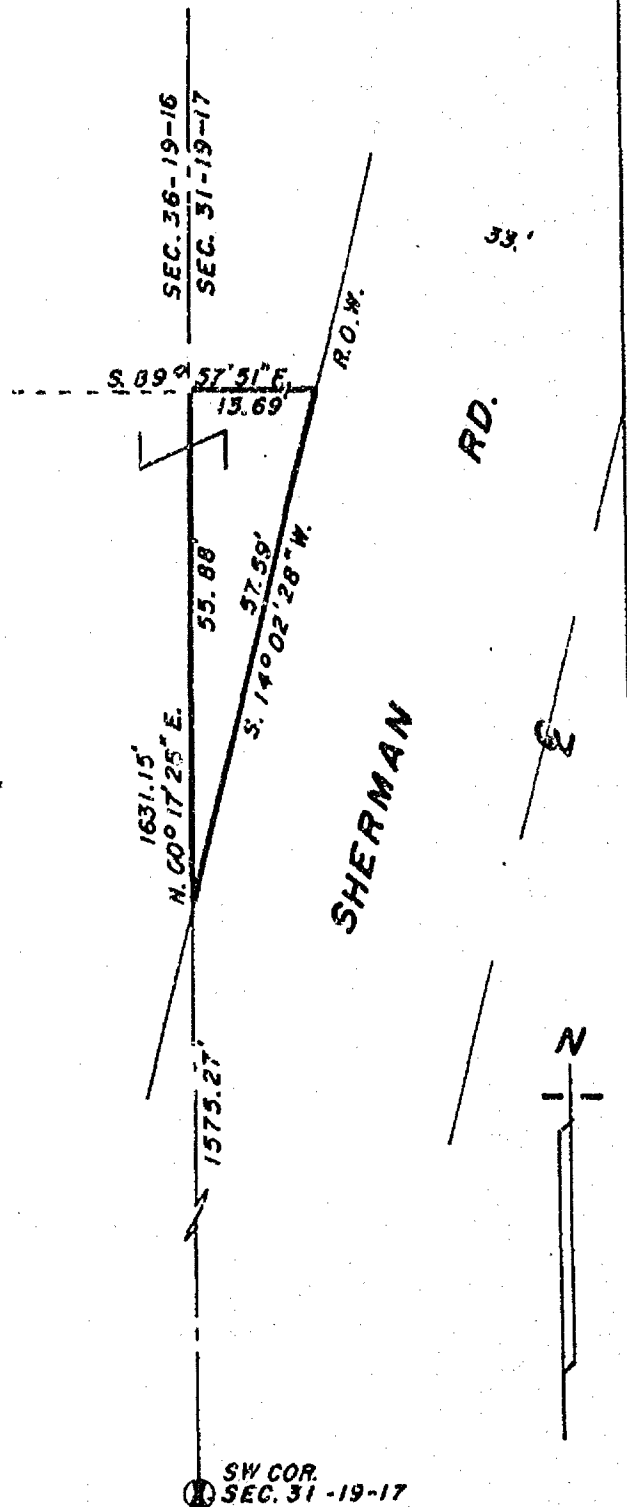 SEC. 36-19-16
SEC. 31-19-17
33.'
R.O.W.
S. 89° 57' 51" E.
13.69'
RD.
55.88'
57.59'
S. 14° 02' 28" W.
1631.15'
N. 00° 17' 25" E.
SHERMAN
N
1575.27'
SW COR.
SEC. 31-19-17